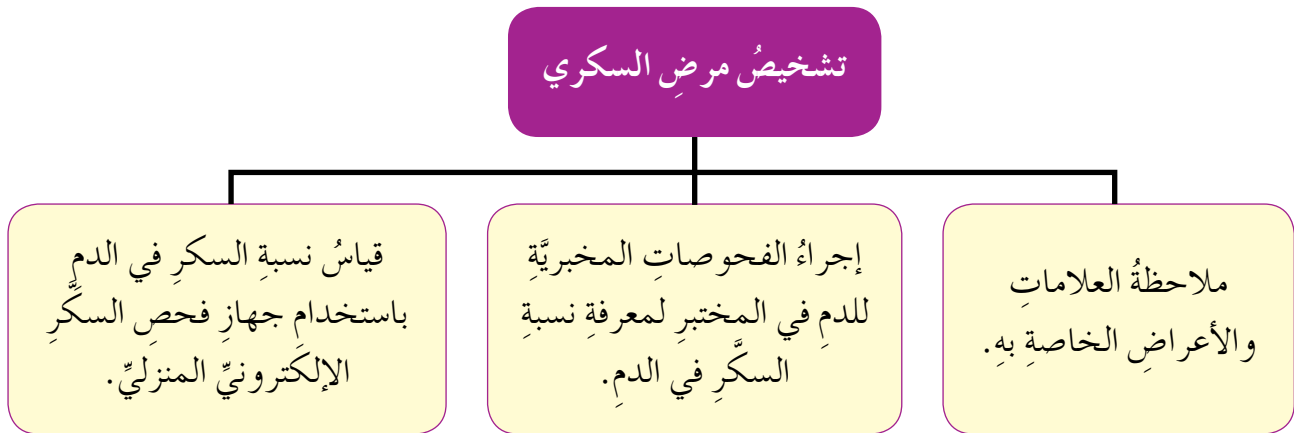 تشخيصُ مرضِ السكري
ملاحظةُ العلاماتِ
والأعراضِ الخاصةِ بهِ.
إجراءُ الفحوصاتِ المخبريَّةِ
للدمِ في المختبرِ لمعرفةِ نسبةِ
السكَّرِ في الدمِ.
قياسُ نسبةِ السكرِ في الدمِ
باستخدامِ جهازِ فحصِ السكَّرِ
الإلكترونيِّ المنزليِّ.